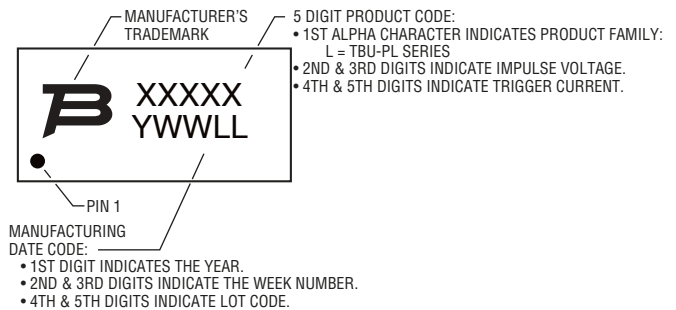 MANUFACTURER'S
TRADEMARK
5 DIGIT PRODUCT CODE:
• 1ST ALPHA CHARACTER INDICATES PRODUCT FAMILY:
L = TBU-PL SERIES
• 2ND & 3RD DIGITS INDICATE IMPULSE VOLTAGE.
• 4TH & 5TH DIGITS INDICATE TRIGGER CURRENT.
XXXXX
YWWLL
PIN 1
MANUFACTURING
DATE CODE:
• 1ST DIGIT INDICATES THE YEAR.
• 2ND & 3RD DIGITS INDICATE THE WEEK NUMBER.
• 4TH & 5TH DIGITS INDICATE LOT CODE.